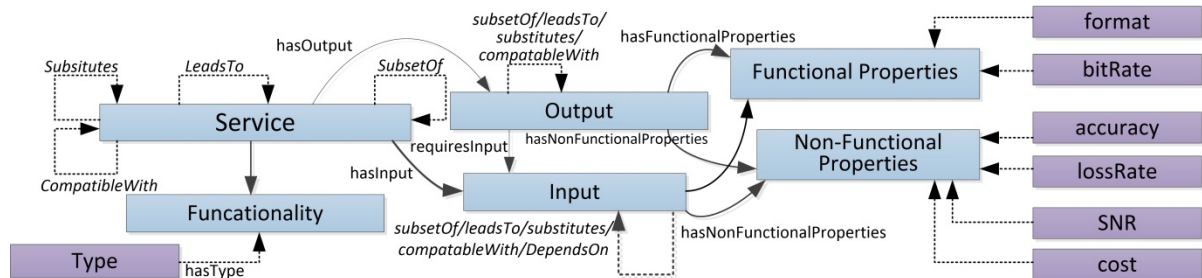 subsetOf/leadsTo/
substitutes/
compatableWith
format
hasOutput
hasFunctionalProperties
Subsitutes
LeadsTo
SubsetOf
Functional Properties
bitRate
Output
Service
hasNonFunctionalProperties
accuracy
requiresInput
Non-Functional
Properties
lossRate
CompatibleWith
hasInput
Input
Funcationality
subsetOf/leadsTo/substitutes/
compatableWith/DependsOn
hasNonFunctionalProperties
SNR
Type
hasType
cost